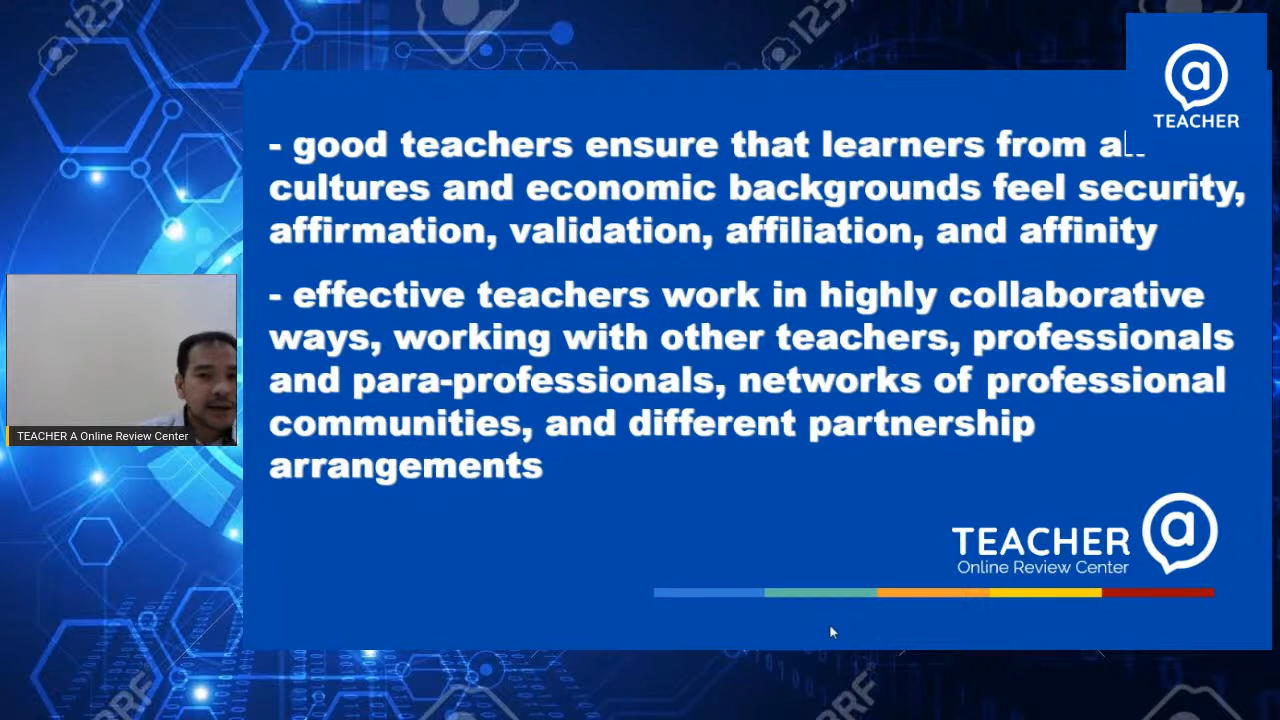 TEACHER
- good teachers ensure that learners from
cultures and economic backgrounds feel security,
affirmation, validation, affiliation, and affinity
- effective teachers work in highly collaborative
ways, working with other teachers, professionals
and para-professionals, networks of professional
communities, and different partnership
arrangements
TEACHER A Online Review Center
TEACHER
Online Review Center